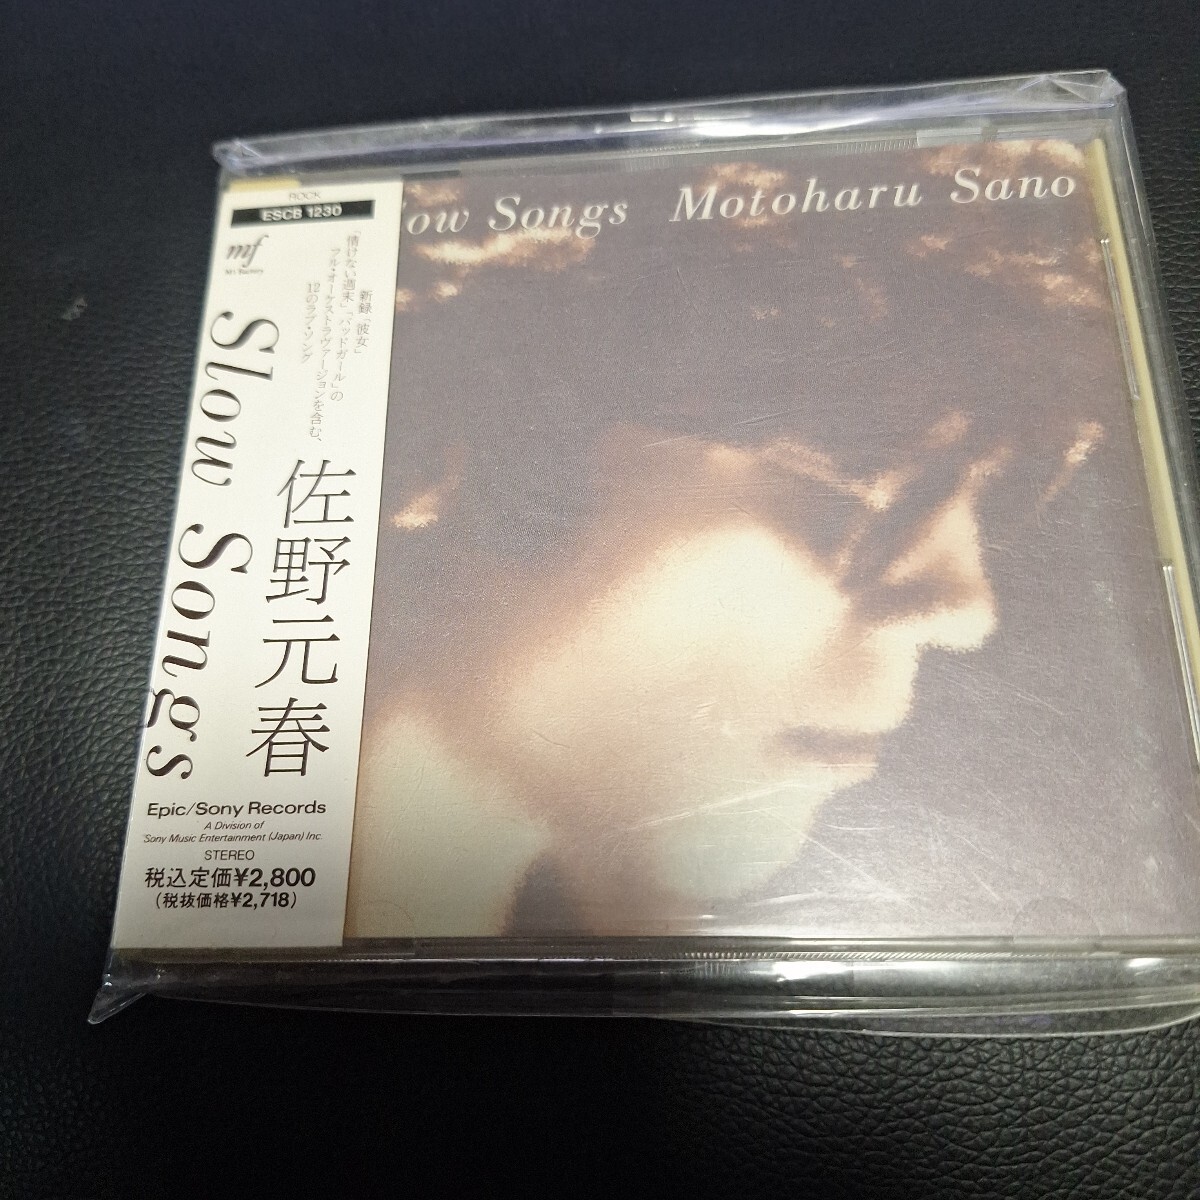 ROCK
ESCB 1230
mf
新録「彼女」
「情けない週末」「バッドガール」の
フル・オーケストラヴァージョンを含む、
12のラブ・ソング
Slow Songs
佐野元春
Epic/Sony Records
A Division of
Sony Music Entertainment (Japan) Inc.
STEREO
税込定価¥2,800
(税抜価格¥2,718)
low Songs Motoharu Sano